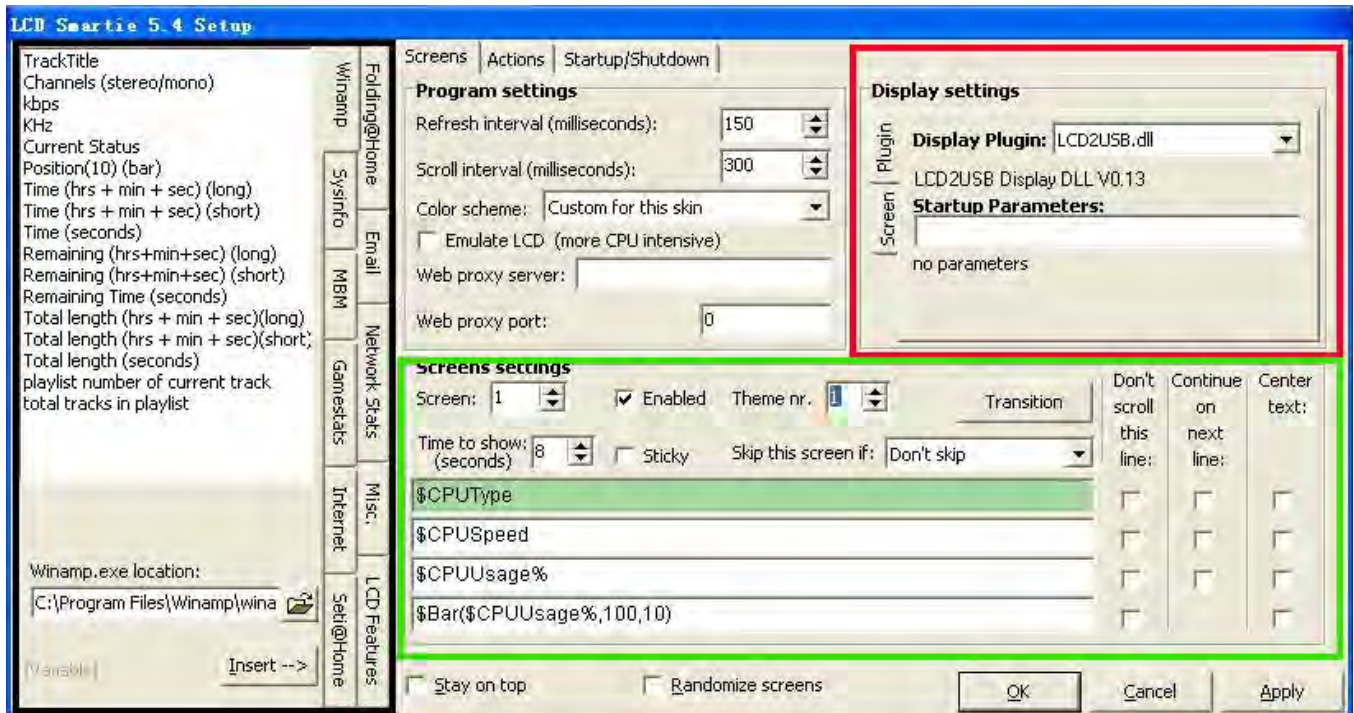 LCD Smartie 5.4 Setup
TrackTitle
Channels (stereo/mono)
kbps
KHz
Current Status
Position(10) (bar)
Time (hrs + min + sec) (long)
Time (hrs + min + sec) (short)
Time (seconds)
Remaining (hrs+min+sec) (long)
Remaining (hrs+min+sec) (short)
Remaining Time (seconds)
Total length (hrs + min + sec)(long)
Total length (hrs + min + sec)(short)
Total length (seconds)
playlist number of current track
total tracks in playlist
Winamp.exe location:
C:\Program Files\Winamp\wina
[Variable]
Insert -->
Winamp
Sysinfo
MBM
Gamestats
Internet
Seti@Home
Folding@Home
Email
Network Stats
Misc.
LCD Features
Screens Actions Startup/Shutdown
Program settings
Refresh interval (milliseconds): 150
Scroll interval (milliseconds): 300
Color scheme: Custom for this skin
Emulate LCD (more CPU intensive)
Web proxy server:
Web proxy port: 0
Display settings
Plugin
Screen
Display Plugin: LCD2USB.dll
LCD2USB Display DLL V0.13
Startup Parameters:
no parameters
Screens settings
Screen: 1 Enabled Theme nr. 1 Transition
Time to show: (seconds) 8 Sticky Skip this screen if: Don't skip
Don't scroll this line:
Continue on next line:
Center text:
$CPUType
$CPUSpeed
$CPUUsage%
$Bar($CPUUsage%,100,10)
Stay on top Randomize screens OK Cancel Apply